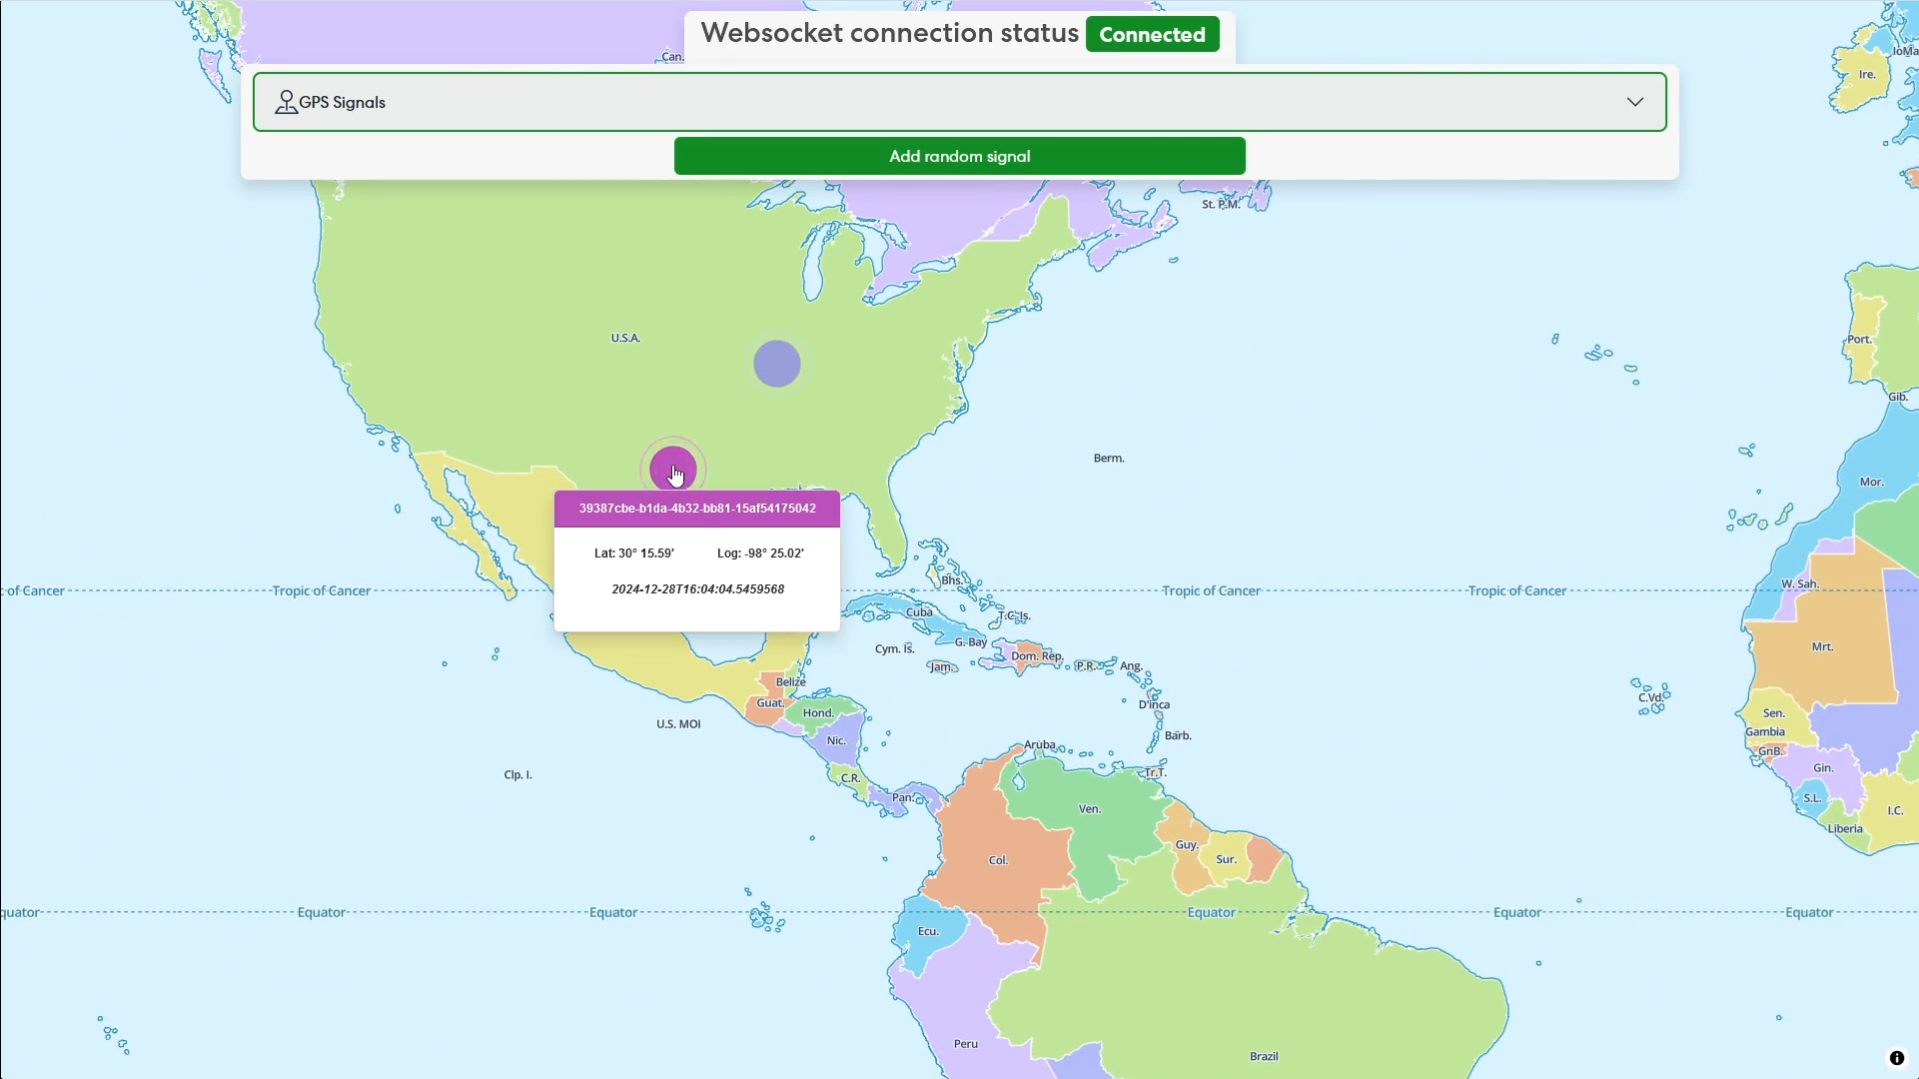 Websocket connection status Connected
Can.
IoMa
Ire.
GPS Signals
Add random signal
St. P.M.
U.S.A.
Port.
Gib.
Berm.
Mor.
39387cbe-b1da-4b32-bb81-15af54175042
Lat: 30° 15.59' Log: -98° 25.02'
2024-12-28T16:04:04.5459568
Bhs.
W. Sah.
of Cancer Tropic of Cancer Tropic of Cancer Tropic of Cancer
Cuba
T.C. Is.
G. Bay
Cym. Is.
Dom. Rep.
Jam.
P.R.
Ang.
Mrt.
Belize
Guat.
Hond.
D'inca
C.Vd.
Sen.
U.S. MOI
Nic.
Barb.
Gambia
Aruba
GnB.
Clp. I.
C.R.
Tr.T.
Gin.
Pan.
Ven.
S.L.
I.C.
Liberia
Guy.
Col.
Sur.
quator Equator Equator Equator Equator Equator
Ecu.
Peru
Brazil